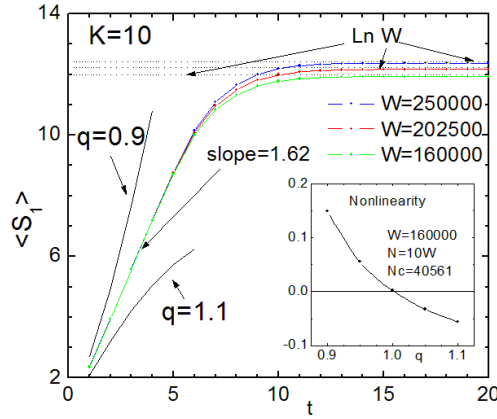 14
K=10
Ln W
12
W=250000
W=202500
W=160000
q=0.9
10
slope=1.62
<S1>
8
0.2
Nonlinearity
W=160000
N=10W
Nc=40561
0.1
6
0.0
q=1.1
4
-0.1
0.9 1.0 q 1.1
2
0 5 10 15 20
t